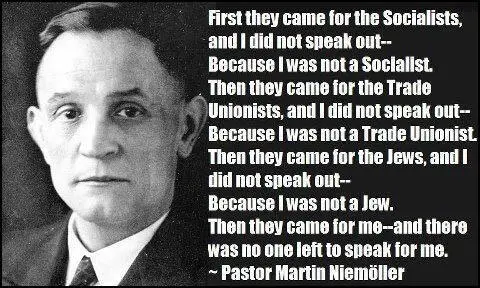 First they came for the Socialists,
and I did not speak out--
Because I was not a Socialist.
Then they came for the Trade
Unionists, and I did not speak out--
Because I was not a Trade Unionist.
Then they came for the Jews, and I
did not speak out--
Because I was not a Jew.
Then they came for me--and there
was no one left to speak for me.
~ Pastor Martin Niemöller